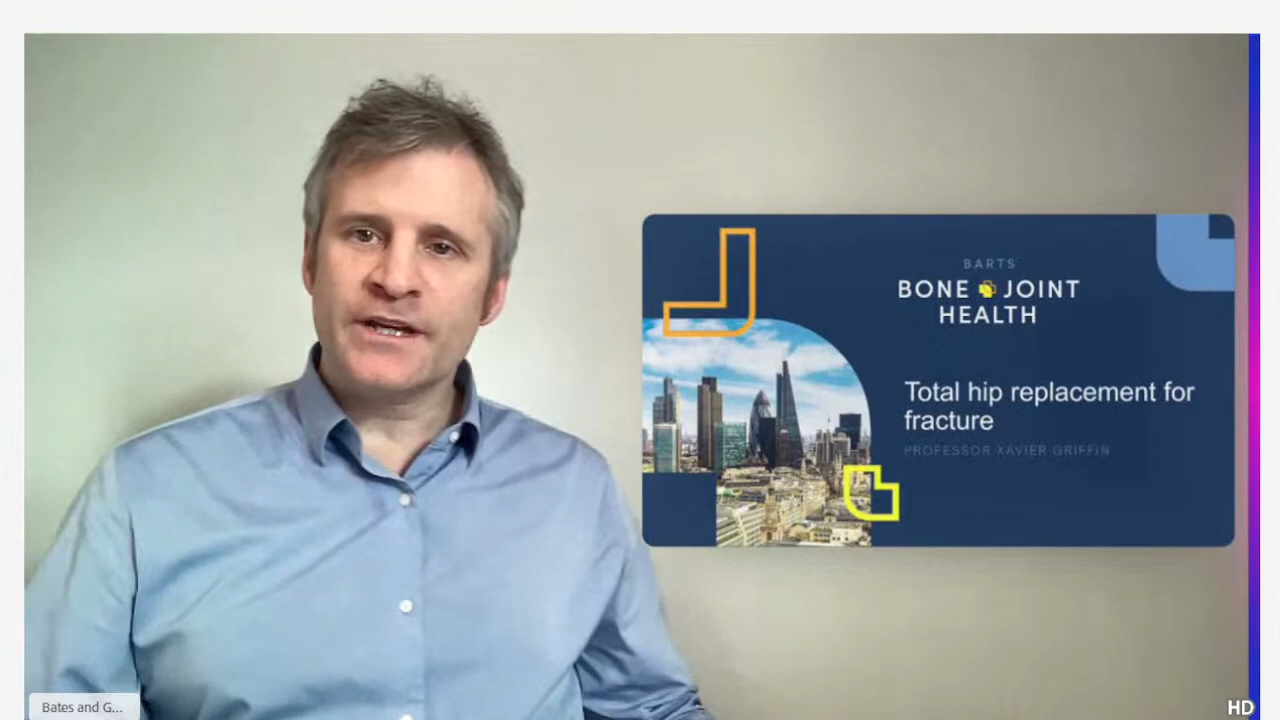 BARTS
BONE JOINT
HEALTH
Total hip replacement for
fracture
PROFESSOR XAVIER GRIFFIN
Bates and G...
HD